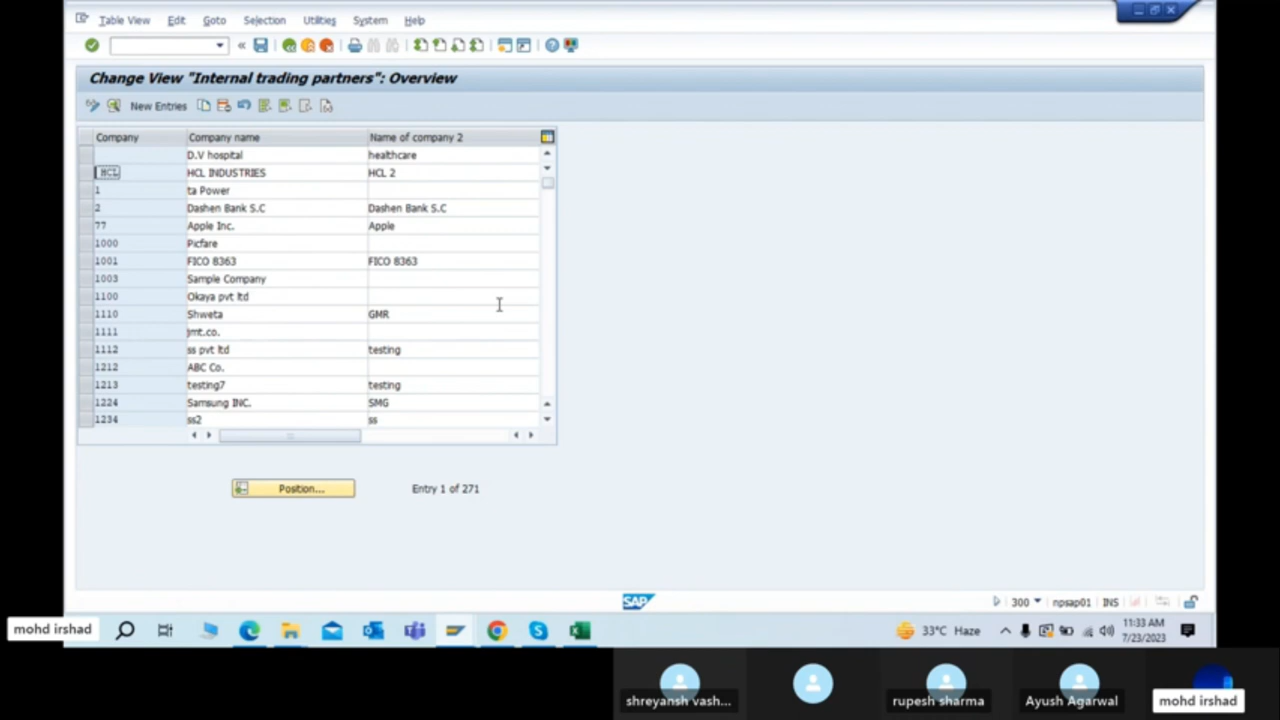 Table View Edit Goto Selection Utilities System Help
Change View "Internal trading partners": Overview
New Entries
Company Company name Name of company 2
D.V hospital healthcare
HCL HCL INDUSTRIES HCL 2
1 ta Power
2 Dashen Bank S.C Dashen Bank S.C
77 Apple Inc. Apple
1000 Picfare
1001 FICO 8363 FICO 8363
1003 Sample Company
1100 Okaya pvt ltd
1110 Shweta GMR
1111 jmt.co.
1112 ss pvt ltd testing
1212 ABC Co.
1213 testing7 testing
1224 Samsung INC. SMG
1234 ss2 ss
Position... Entry 1 of 271
SAP 300 npsap01 INS
mohd irshad 33°C Haze 11:33 AM
7/23/2023
shreyansh vash... rupesh sharma Ayush Agarwal mohd irshad